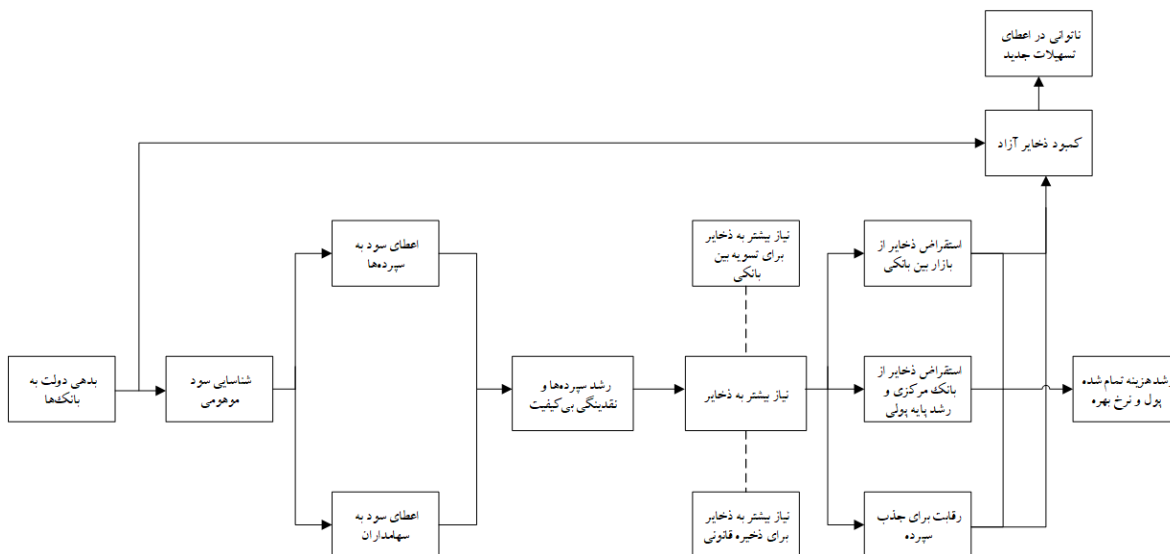 ناتوانی در اعطای
تسهیلات جدید
کمبود ذخایر آزاد
بدهی دولت به
بانک‌ها
شناسایی سود
موهومی
اعطای سود به
سپرده‌ها
اعطای سود به
سهامداران
رشد سپرده‌ها و
نقدینگی بی‌کیفیت
نیاز بیشتر به ذخایر
برای تسویه بین
بانکی
نیاز بیشتر به ذخایر
نیاز بیشتر به ذخایر
برای ذخیره قانونی
استقراض ذخایر از
بازار بین بانکی
استقراض ذخایر از
بانک مرکزی و
رشد پایه پولی
رقابت برای جذب
سپرده
رشد هزینه تمام شده
پول و نرخ بهره